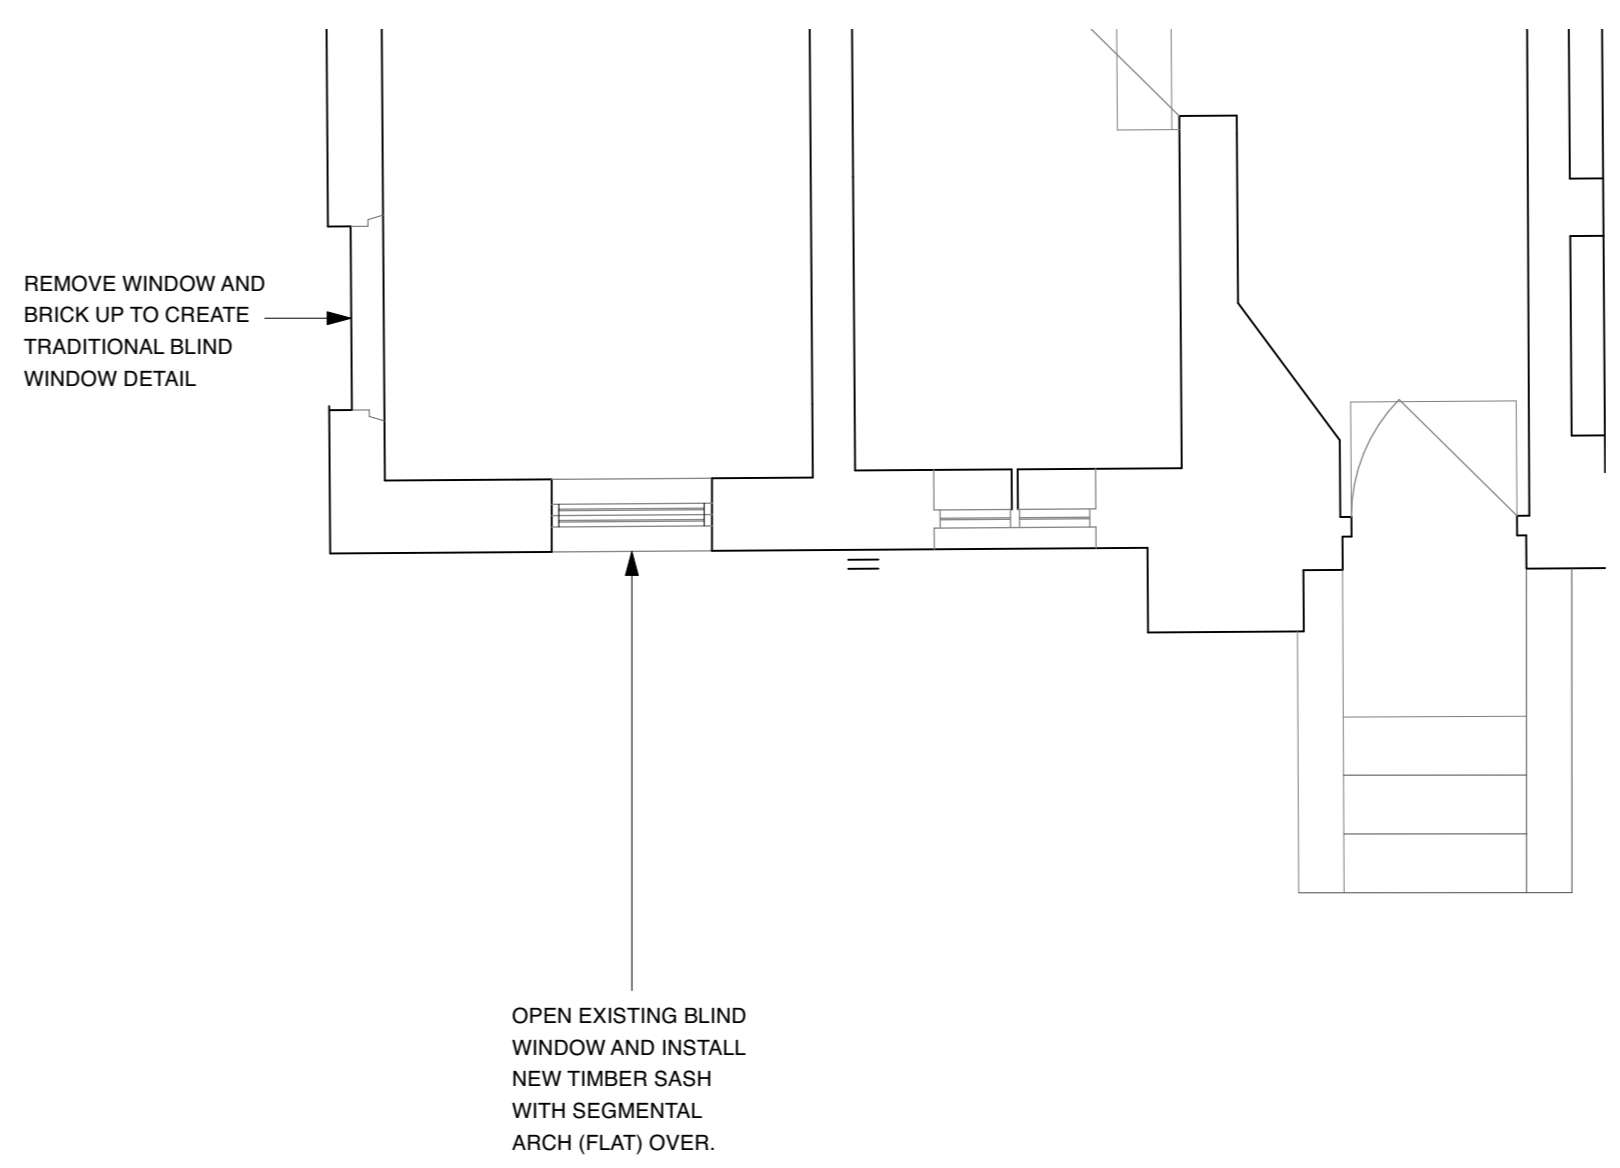 REMOVE WINDOW AND
BRICK UP TO CREATE
TRADITIONAL BLIND
WINDOW DETAIL
OPEN EXISTING BLIND
WINDOW AND INSTALL
NEW TIMBER SASH
WITH SEGMENTAL
ARCH (FLAT) OVER.